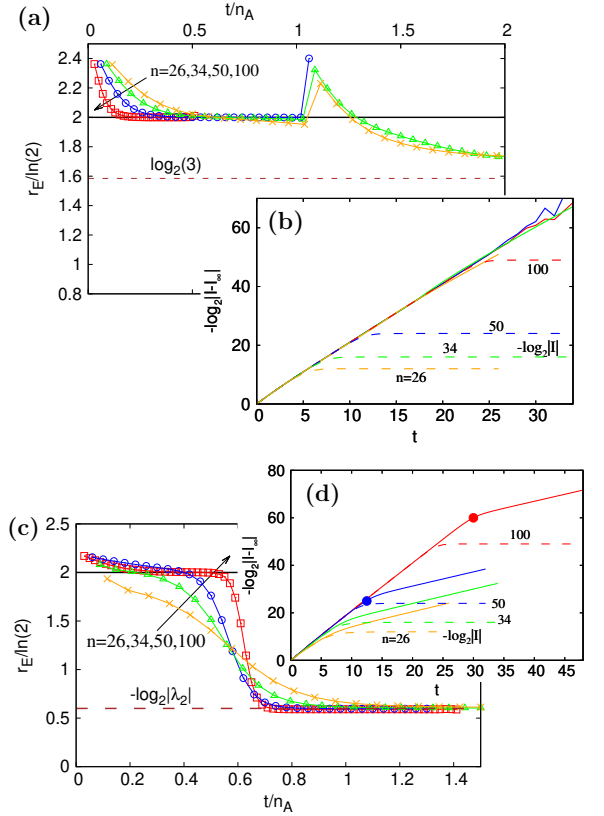 (a)
t/n_A
0 0.5 1 1.5 2
r_E/ln(2)
2.4
2.2
2
1.8
1.6
1.4
1.2
1
0.8
n=26,34,50,100
log_2(3)
0 0.5
(b)
-log_2|I-I_∞|
60
40
20
0
100
50
34 -log_2|I|
n=26
0 5 10 15 20 25 30
t
(c)
r_E/ln(2)
2.5
2
1.5
1
0.5
0
n=26,34,50,100
-log_2|λ_2|
0 0.2 0.4 0.6 0.8 1 1.2 1.4
t/n_A
(d)
-log_2|I-I_∞|
80
60
40
20
0
100
50
34
n=26 -log_2|I|
0 5 10 15 20 25 30 35 40 45
t